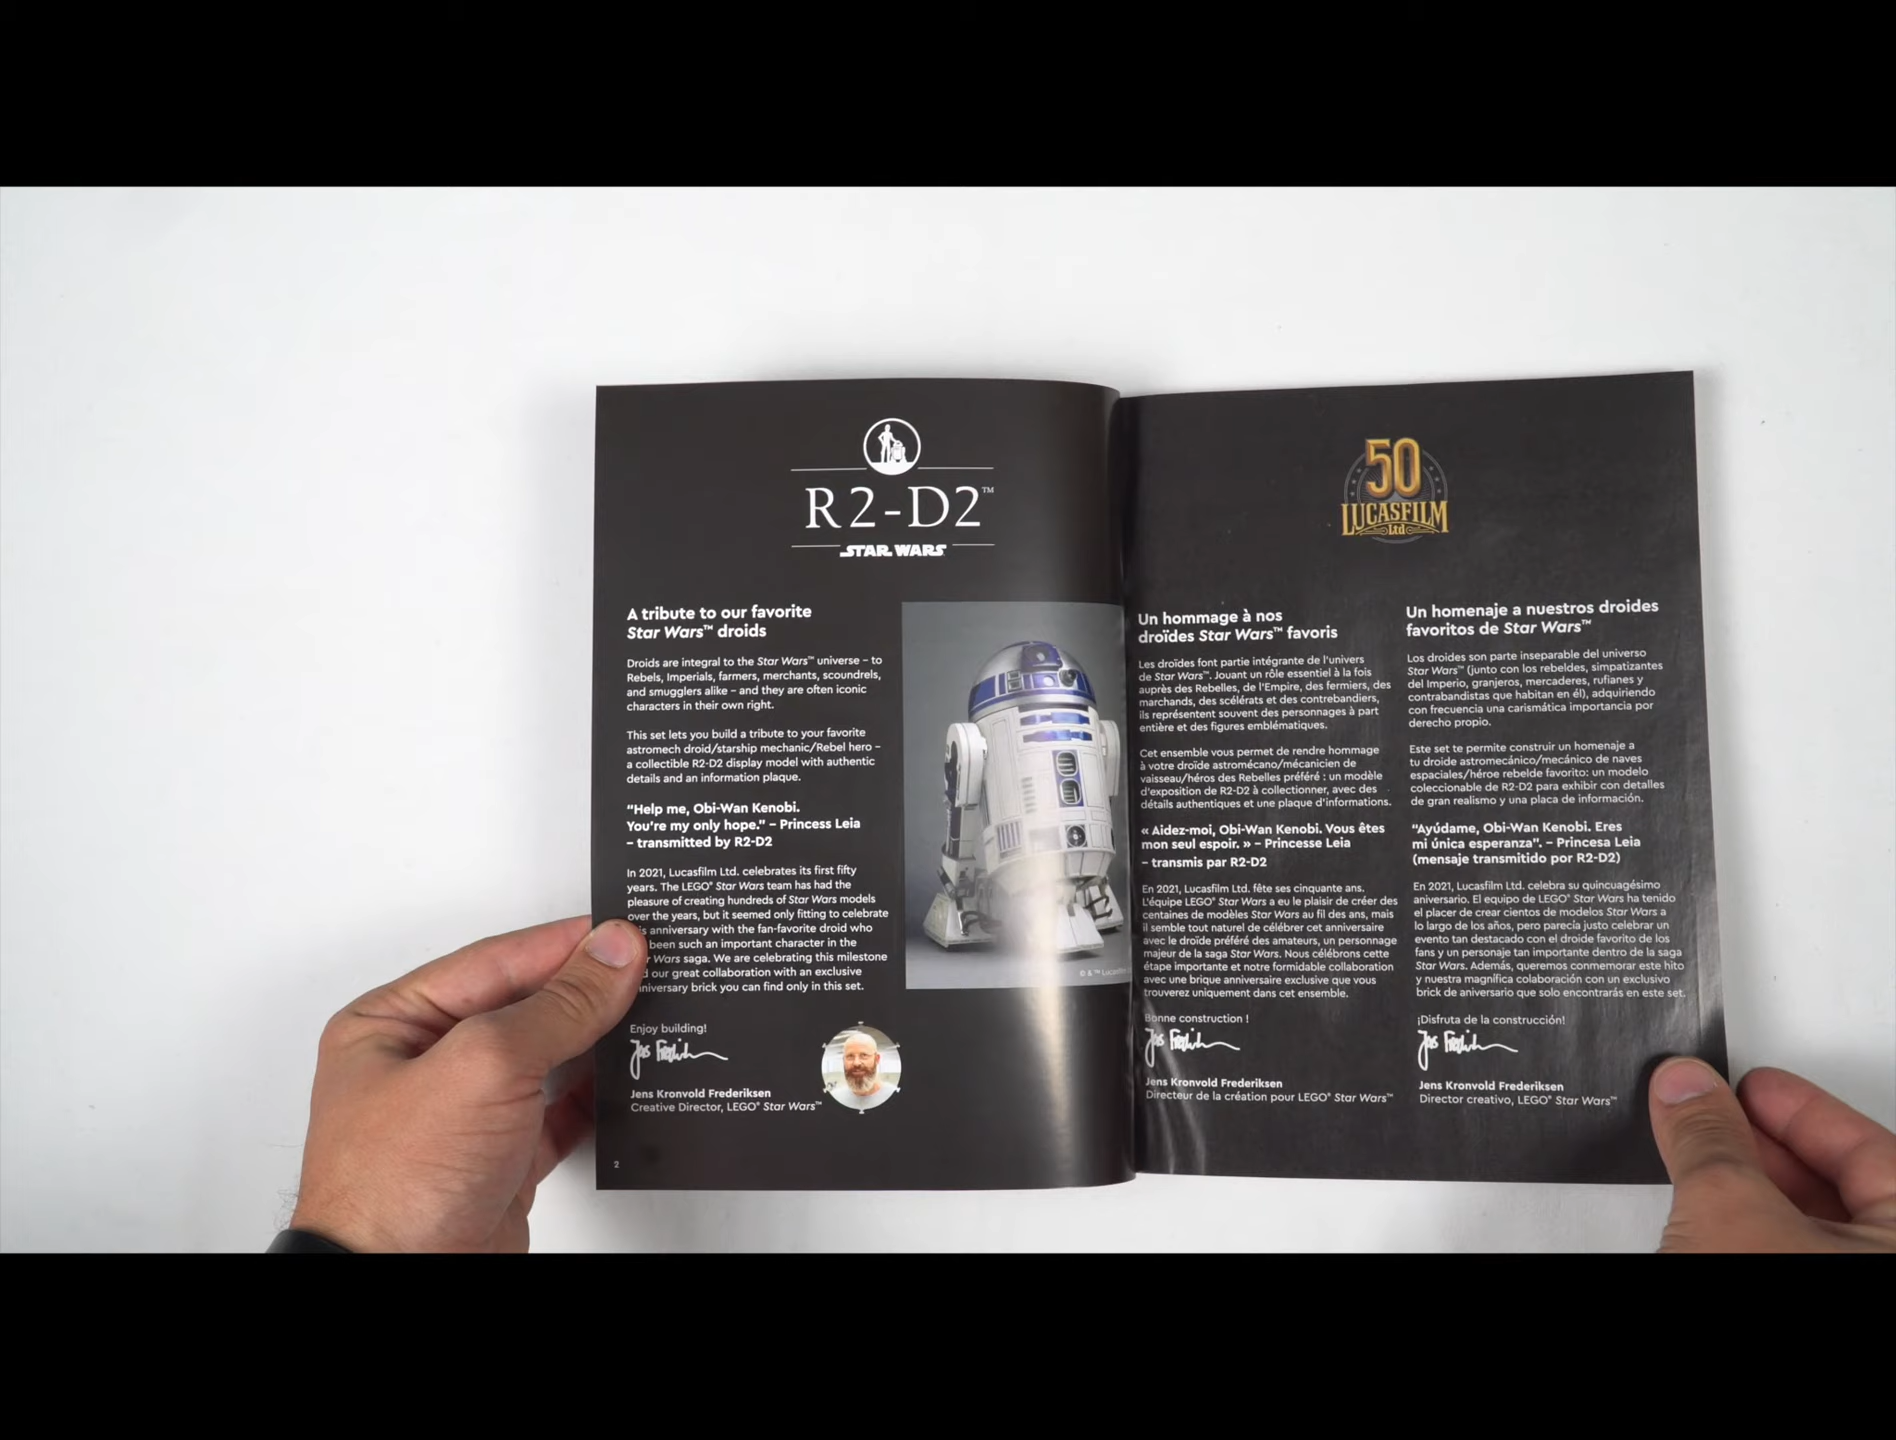 R2-D2™
STAR WARS
A tribute to our favorite
Star Wars™ droids
Droids are integral to the Star Wars™ universe – to
Rebels, Imperials, farmers, merchants, scoundrels,
and smugglers alike – and they are often iconic
characters in their own right.
This set lets you build a tribute to your favorite
astromech droid/starship mechanic/Rebel hero –
a collectible R2-D2 display model with authentic
details and an information plaque.
“Help me, Obi-Wan Kenobi.
You’re my only hope.” – Princess Leia
– transmitted by R2-D2
In 2021, Lucasfilm Ltd. celebrates its first fifty
years. The LEGO® Star Wars team has had the
pleasure of creating hundreds of Star Wars models
over the years, but it seemed only fitting to celebrate
anniversary with the fan-favorite droid who
been such an important character in the
Wars saga. We are celebrating this milestone
our great collaboration with an exclusive
anniversary brick you can find only in this set.
Enjoy building!
Jens Kronvold Frederiksen
Creative Director, LEGO® Star Wars™
2
© & ™ Lucasfilm
50
LUCASFILM
Ltd
Un hommage à nos
droïdes Star Wars™ favoris
Les droïdes font partie intégrante de l’univers
de Star Wars™. Jouant un rôle essentiel à la fois
auprès des Rebelles, de l’Empire, des fermiers, des
marchands, des scélérats et des contrebandiers,
ils représentent souvent des personnages à part
entière et des figures emblématiques.
Cet ensemble vous permet de rendre hommage
à votre droïde astromécano/mécanicien de
vaisseau/héros des Rebelles préféré : un modèle
d’exposition de R2-D2 à collectionner, avec des
détails authentiques et une plaque d’informations.
« Aidez-moi, Obi-Wan Kenobi. Vous êtes
mon seul espoir. » – Princesse Leia
– transmis par R2-D2
En 2021, Lucasfilm Ltd. fête ses cinquante ans.
L’équipe LEGO® Star Wars a eu le plaisir de créer des
centaines de modèles Star Wars au fil des ans, mais
il semble tout naturel de célébrer cet anniversaire
avec le droïde préféré des amateurs, un personnage
majeur de la saga Star Wars. Nous célébrons cette
étape importante et notre formidable collaboration
avec une brique anniversaire exclusive que vous
trouverez uniquement dans cet ensemble.
Bonne construction !
Jens Kronvold Frederiksen
Directeur de la création pour LEGO® Star Wars™
Un homenaje a nuestros droides
favoritos de Star Wars™
Los droides son parte inseparable del universo
Star Wars™ (junto con los rebeldes, simpatizantes
del Imperio, granjeros, mercaderes, rufianes y
contrabandistas que habitan en él), adquiriendo
con frecuencia una carismática importancia por
derecho propio.
Este set te permite construir un homenaje a
tu droide astromecánico/mecánico de naves
espaciales/héroe rebelde favorito: un modelo
coleccionable de R2-D2 para exhibir con detalles
de gran realismo y una placa de información.
“Ayúdame, Obi-Wan Kenobi. Eres
mi única esperanza”. – Princesa Leia
(mensaje transmitido por R2-D2)
En 2021, Lucasfilm Ltd. celebra su quincuagésimo
aniversario. El equipo de LEGO® Star Wars ha tenido
el placer de crear cientos de modelos Star Wars a
lo largo de los años, pero parecía justo celebrar un
evento tan destacado con el droide favorito de los
fans y un personaje tan importante dentro de la saga
Star Wars. Además, queremos conmemorar este hito
y nuestra magnífica colaboración con un exclusivo
brick de aniversario que solo encontrarás en este set.
¡Disfruta de la construcción!
Jens Kronvold Frederiksen
Director creativo, LEGO® Star Wars™